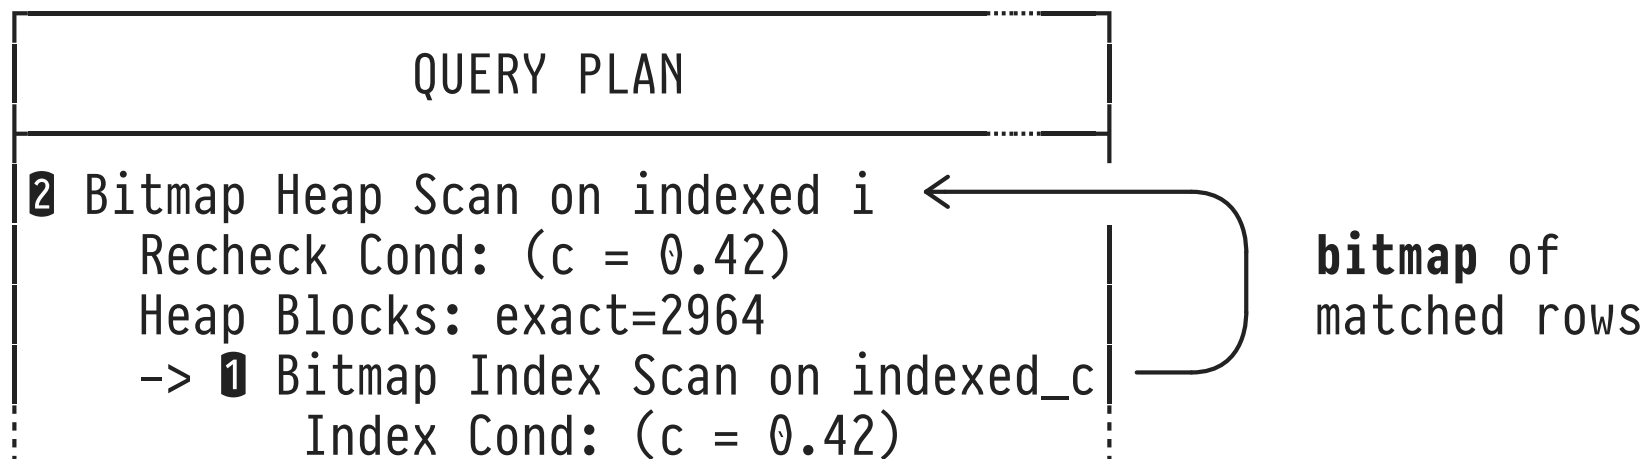 QUERY PLAN
2 Bitmap Heap Scan on indexed i
Recheck Cond: (c = 0.42)
Heap Blocks: exact=2964
-> 1 Bitmap Index Scan on indexed_c
Index Cond: (c = 0.42)
bitmap of
matched rows